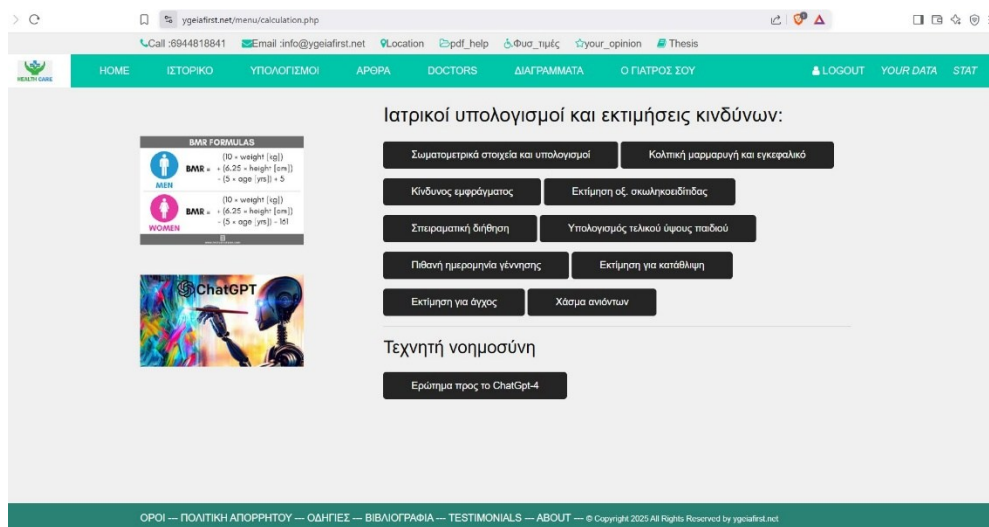 ygeiafirst.net/menu/calculation.php
Call :6944818841 Email :info@ygeiafirst.net Location pdf_help Φυσ_τιμές your_opinion Thesis
HEALTH CARE
HOME ΙΣΤΟΡΙΚΟ ΥΠΟΛΟΓΙΣΜΟΙ ΑΡΘΡΑ DOCTORS ΔΙΑΓΡΑΜΜΑΤΑ Ο ΓΙΑΤΡΟΣ ΣΟΥ LOGOUT YOUR DATA STAT
BMR FORMULAS
(10 × weight [kg])
BMR = + (6.25 × height [cm])
- (5 × age [yrs]) + 5
MEN
(10 × weight [kg])
BMR = + (6.25 × height [cm])
- (5 × age [yrs]) - 161
WOMEN
ChatGPT
Ιατρικοί υπολογισμοί και εκτιμήσεις κινδύνων:
Σωματομετρικά στοιχεία και υπολογισμοί Κολπική μαρμαρυγή και εγκεφαλικό
Κίνδυνος εμφράγματος Εκτίμηση οξ. σκωληκοειδίτιδας
Σπειραματική διήθηση Υπολογισμός τελικού ύψους παιδιού
Πιθανή ημερομηνία γέννησης Εκτίμηση για κατάθλιψη
Εκτίμηση για άγχος Χάσμα ανιόντων
Τεχνητή νοημοσύνη
Ερώτημα προς το ChatGpt-4
ΟΡΟΙ --- ΠΟΛΙΤΙΚΗ ΑΠΟΡΡΗΤΟΥ --- ΟΔΗΓΙΕΣ --- ΒΙΒΛΙΟΓΡΑΦΙΑ --- TESTIMONIALS --- ABOUT --- © Copyright 2025 All Rights Reserved by ygeiafirst.net